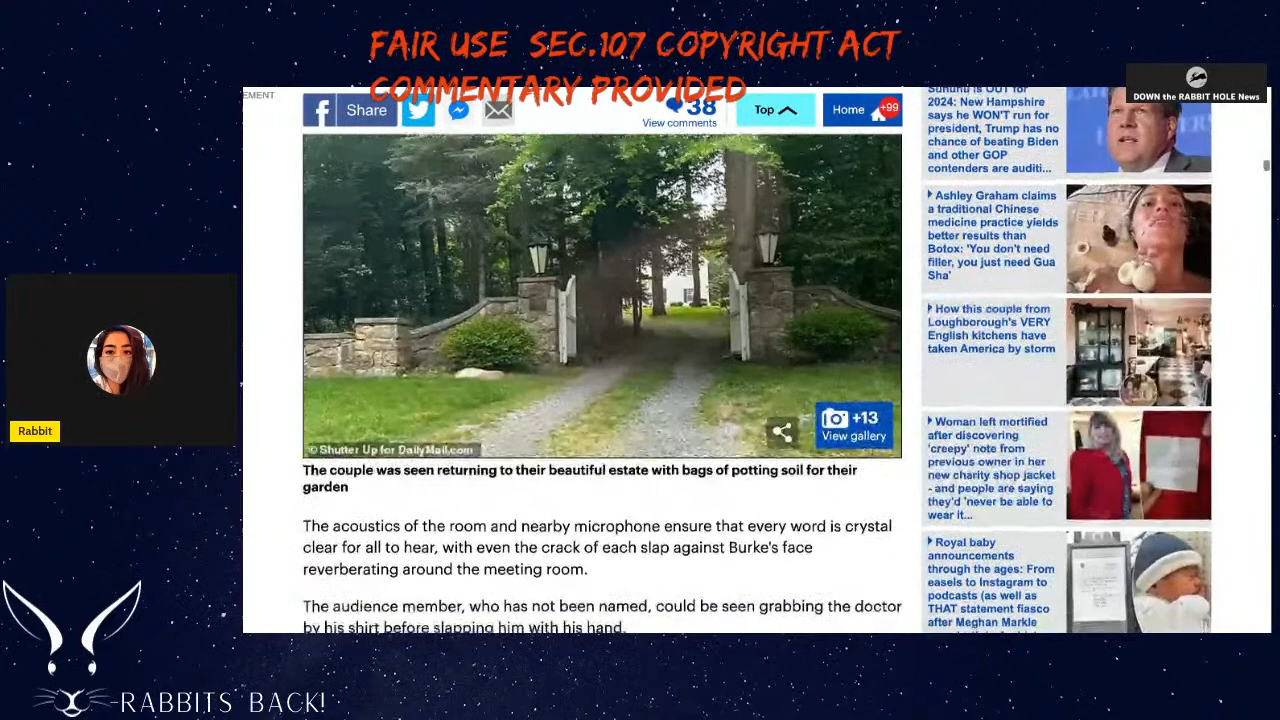 FAIR USE SEC.107 COPYRIGHT ACT
COMMENTARY PROVIDED
DOWN the RABBIT HOLE News
EMENT
Share
38
View comments
Top
Home
+99
© Shutter Up for DailyMail.com
+13
View gallery
The couple was seen returning to their beautiful estate with bags of potting soil for their
garden
The acoustics of the room and nearby microphone ensure that every word is crystal
clear for all to hear, with even the crack of each slap against Burke's face
reverberating around the meeting room.
The audience member, who has not been named, could be seen grabbing the doctor
by his shirt before slapping him with his hand.
Sununu is OUT for
2024: New Hampshire
says he WON'T run for
president, Trump has no
chance of beating Biden
and other GOP
contenders are auditi...
Ashley Graham claims
a traditional Chinese
medicine practice yields
better results than
Botox: 'You don't need
filler, you just need Gua
Sha'
How this couple from
Loughborough's VERY
English kitchens have
taken America by storm
Woman left mortified
after discovering
'creepy' note from
previous owner in her
new charity shop jacket
- and people are saying
they'd 'never be able to
wear it...
Royal baby
announcements
through the ages: From
easels to Instagram to
podcasts (as well as
THAT statement fiasco
after Meghan Markle
Rabbit
RABBITS BACK!